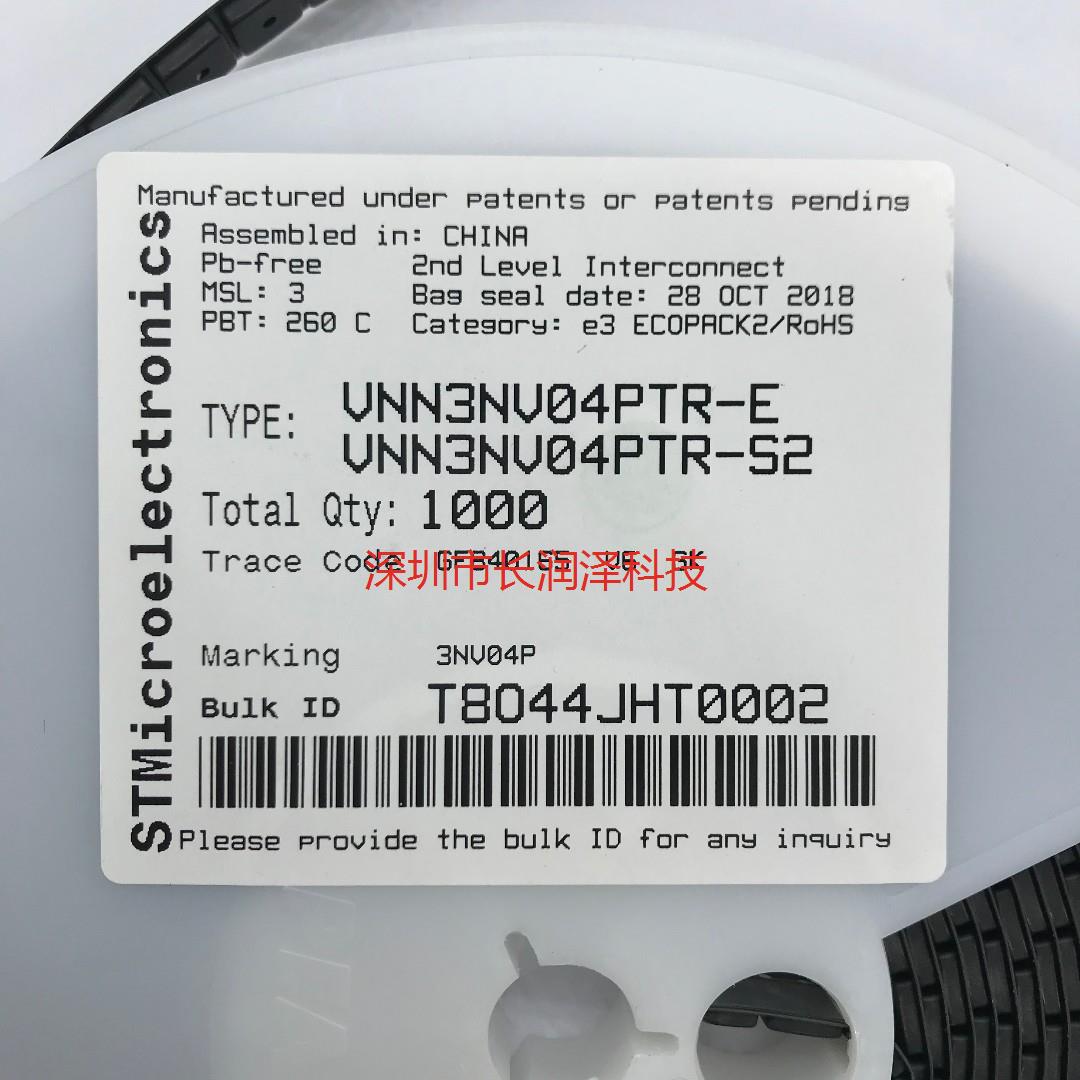 Manufactured under patents or patents pending
STMicroelectronics
Assembled in: CHINA
Pb-free 2nd Level Interconnect
MSL: 3 Bag seal date: 28 OCT 2018
PBT: 260 C Category: e3 ECOPACK2/RoHS
TYPE: VNN3NV04PTR-E
VNN3NV04PTR-S2
Total Qty: 1000
Trace Code
深圳市长润泽科技
Marking 3NV04P
Bulk ID T8O44JHT0002
Please provide the bulk ID for any inquiry